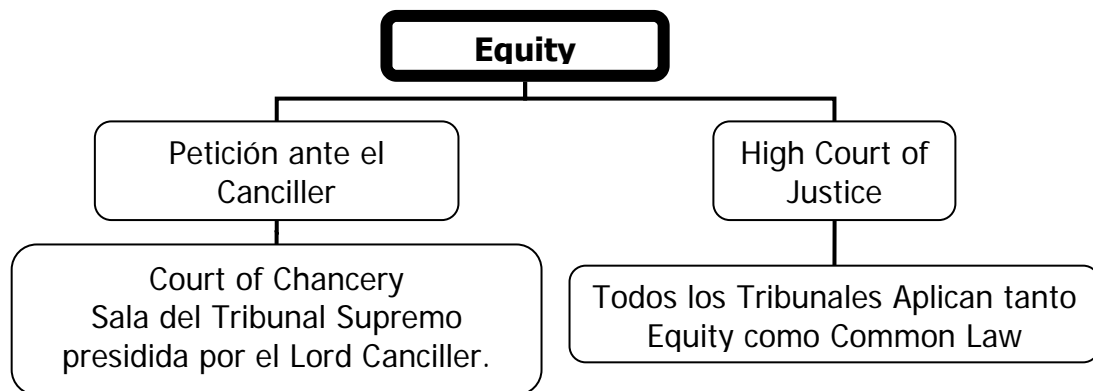 Equity
Petición ante el
Canciller
High Court of
Justice
Court of Chancery
Sala del Tribunal Supremo
presidida por el Lord Canciller.
Todos los Tribunales Aplican tanto
Equity como Common Law